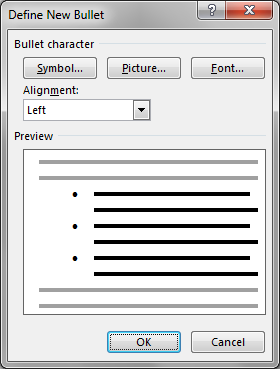 Define New Bullet
Bullet character
Symbol... Picture... Font...
Alignment:
Left
Preview
OK Cancel